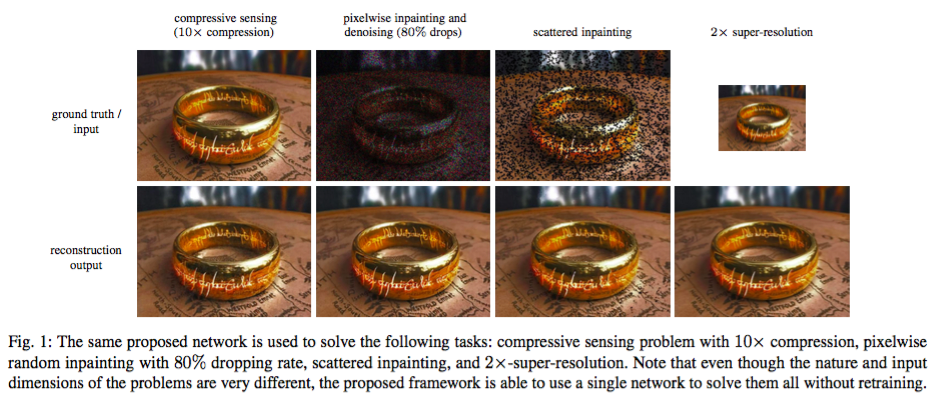 compressive sensing
(10× compression)
pixelwise inpainting and
denoising (80% drops)
scattered inpainting
2× super-resolution
ground truth /
input
reconstruction
output
Fig. 1: The same proposed network is used to solve the following tasks: compressive sensing problem with 10× compression, pixelwise
random inpainting with 80% dropping rate, scattered inpainting, and 2×-super-resolution. Note that even though the nature and input
dimensions of the problems are very different, the proposed framework is able to use a single network to solve them all without retraining.